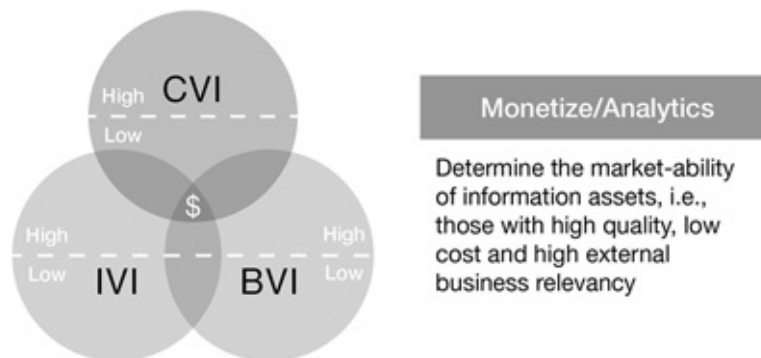 CVI
High
Low
$
High
Low
IVI
BVI
High
Low
Monetize/Analytics
Determine the market-ability
of information assets, i.e.,
those with high quality, low
cost and high external
business relevancy